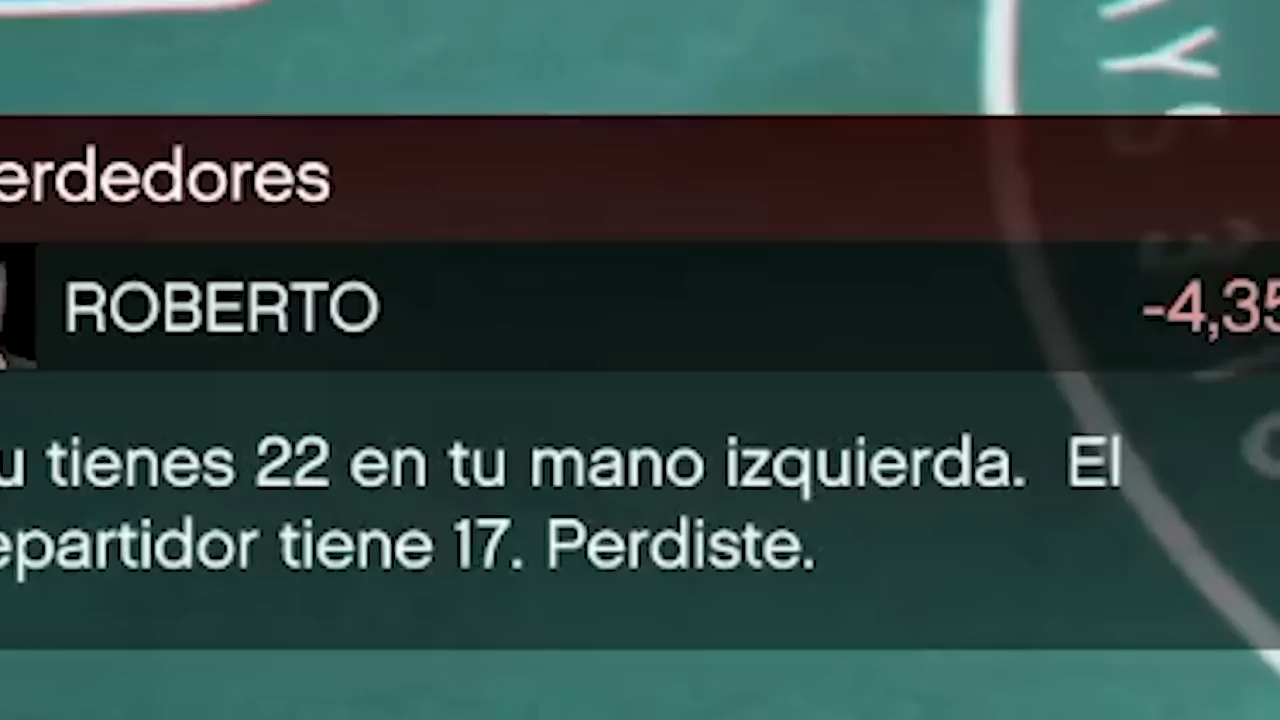 erdedores
ROBERTO -4,35
u tienes 22 en tu mano izquierda. El
epartidor tiene 17. Perdiste.